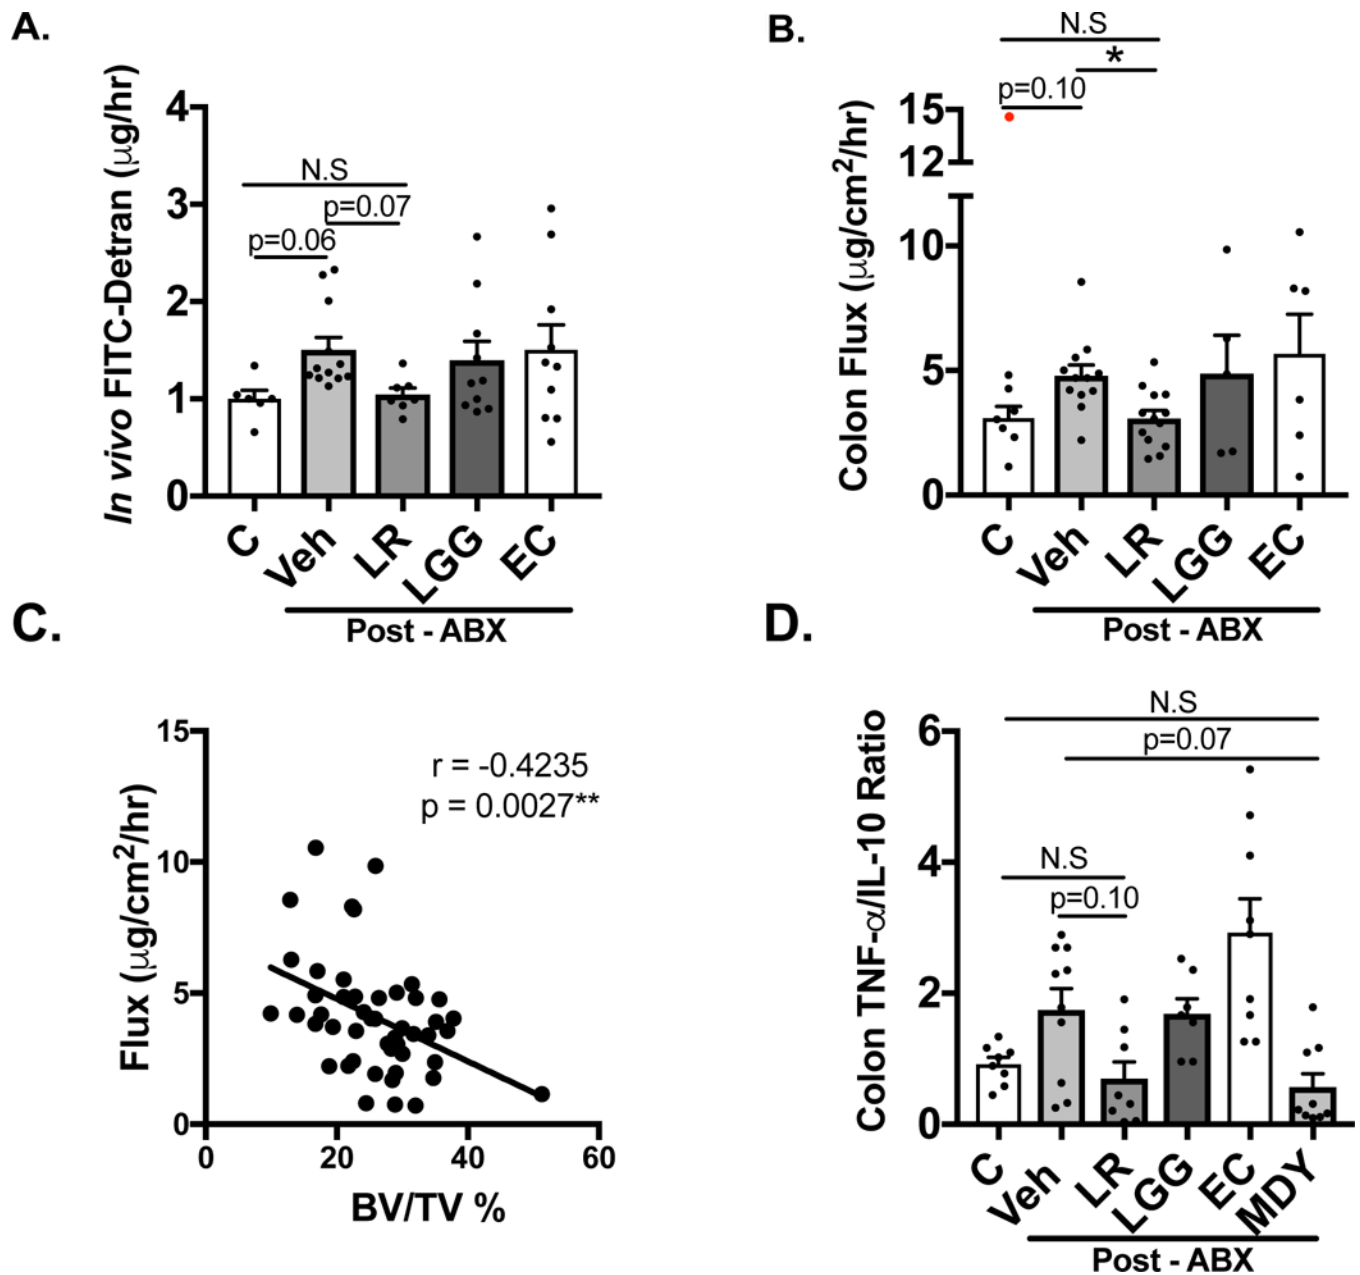 A.
In vivo FITC-Detran (μg/hr)
4
3
2
1
0
N.S
p=0.07
p=0.06
C
Veh
LR
LGG
EC
Post - ABX
B.
Colon Flux (μg/cm²/hr)
15
12
10
5
0
N.S
*
p=0.10
C
Veh
LR
LGG
EC
Post - ABX
C.
Flux (μg/cm²/hr)
15
10
5
0
r = -0.4235
p = 0.0027**
0
20
40
60
BV/TV %
D.
Colon TNF-α/IL-10 Ratio
6
4
2
0
N.S
p=0.07
N.S
p=0.10
C
Veh
LR
LGG
EC
MDY
Post - ABX